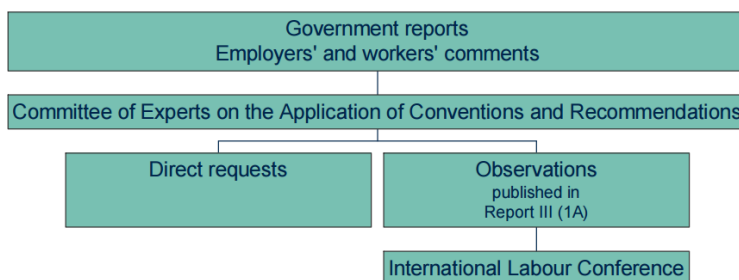 Government reports
Employers' and workers' comments
Committee of Experts on the Application of Conventions and Recommendations
Direct requests
Observations
published in
Report III (1A)
International Labour Conference